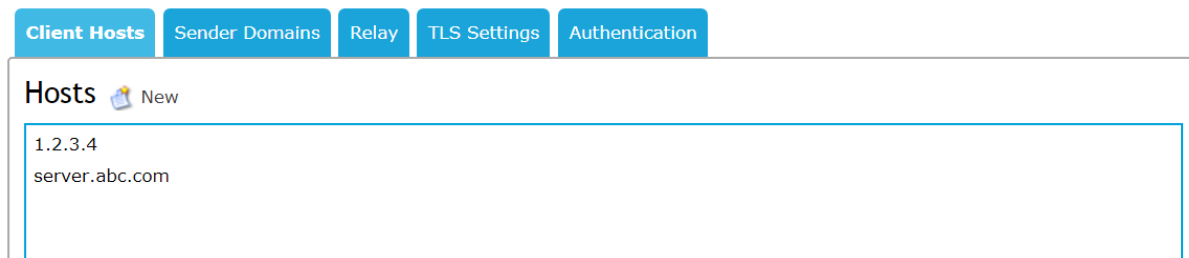 Client Hosts Sender Domains Relay TLS Settings Authentication
Hosts New
1.2.3.4
server.abc.com